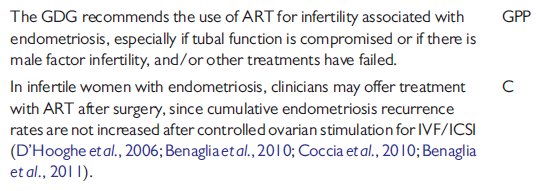 The GDG recommends the use of ART for infertility associated with GPP
endometriosis, especially if tubal function is compromised or if there is
male factor infertility, and/or other treatments have failed.
In infertile women with endometriosis, clinicians may offer treatment C
with ART after surgery, since cumulative endometriosis recurrence
rates are not increased after controlled ovarian stimulation for IVF/ICSI
(D'Hooghe et al., 2006; Benaglia et al., 2010; Coccia et al., 2010; Benaglia
et al., 2011).